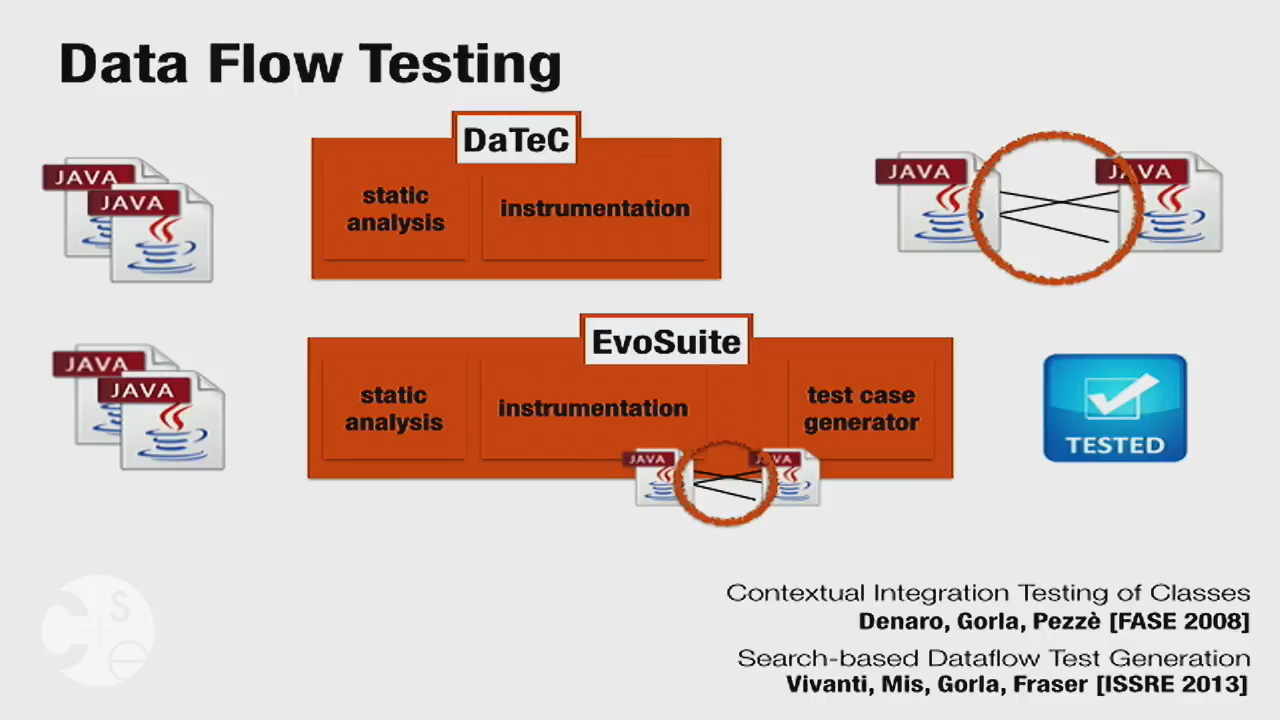 Data Flow Testing
DaTeC
JAVA
JAVA
static
analysis
instrumentation
JAVA
JAVA
EvoSuite
JAVA
JAVA
static
analysis
instrumentation
test case
generator
JAVA
JAVA
TESTED
Contextual Integration Testing of Classes
Denaro, Gorla, Pezzè [FASE 2008]
Search-based Dataflow Test Generation
Vivanti, Mis, Gorla, Fraser [ISSRE 2013]
C S e